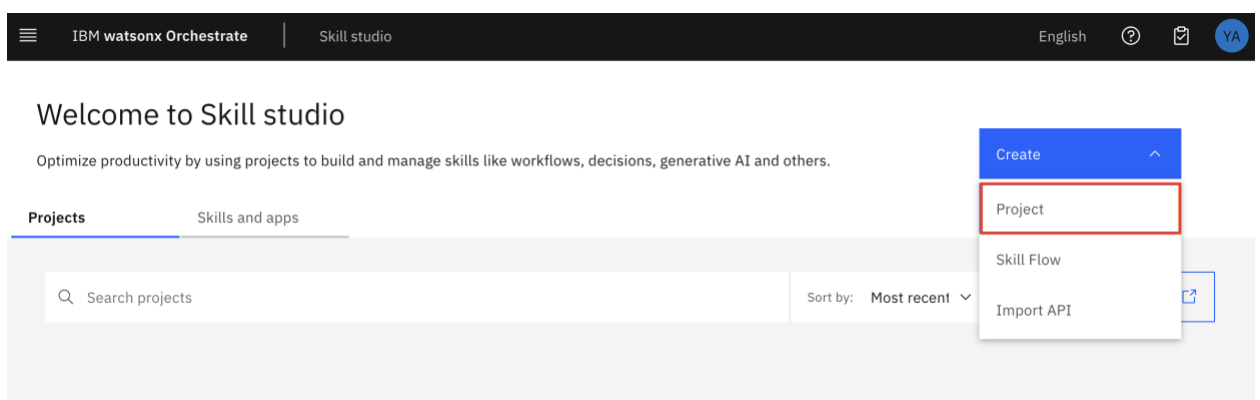 IBM watsonx Orchestrate Skill studio English YA
Welcome to Skill studio
Optimize productivity by using projects to build and manage skills like workflows, decisions, generative AI and others.
Create
Project
Skill Flow
Import API
Projects Skills and apps
Search projects Sort by: Most recent